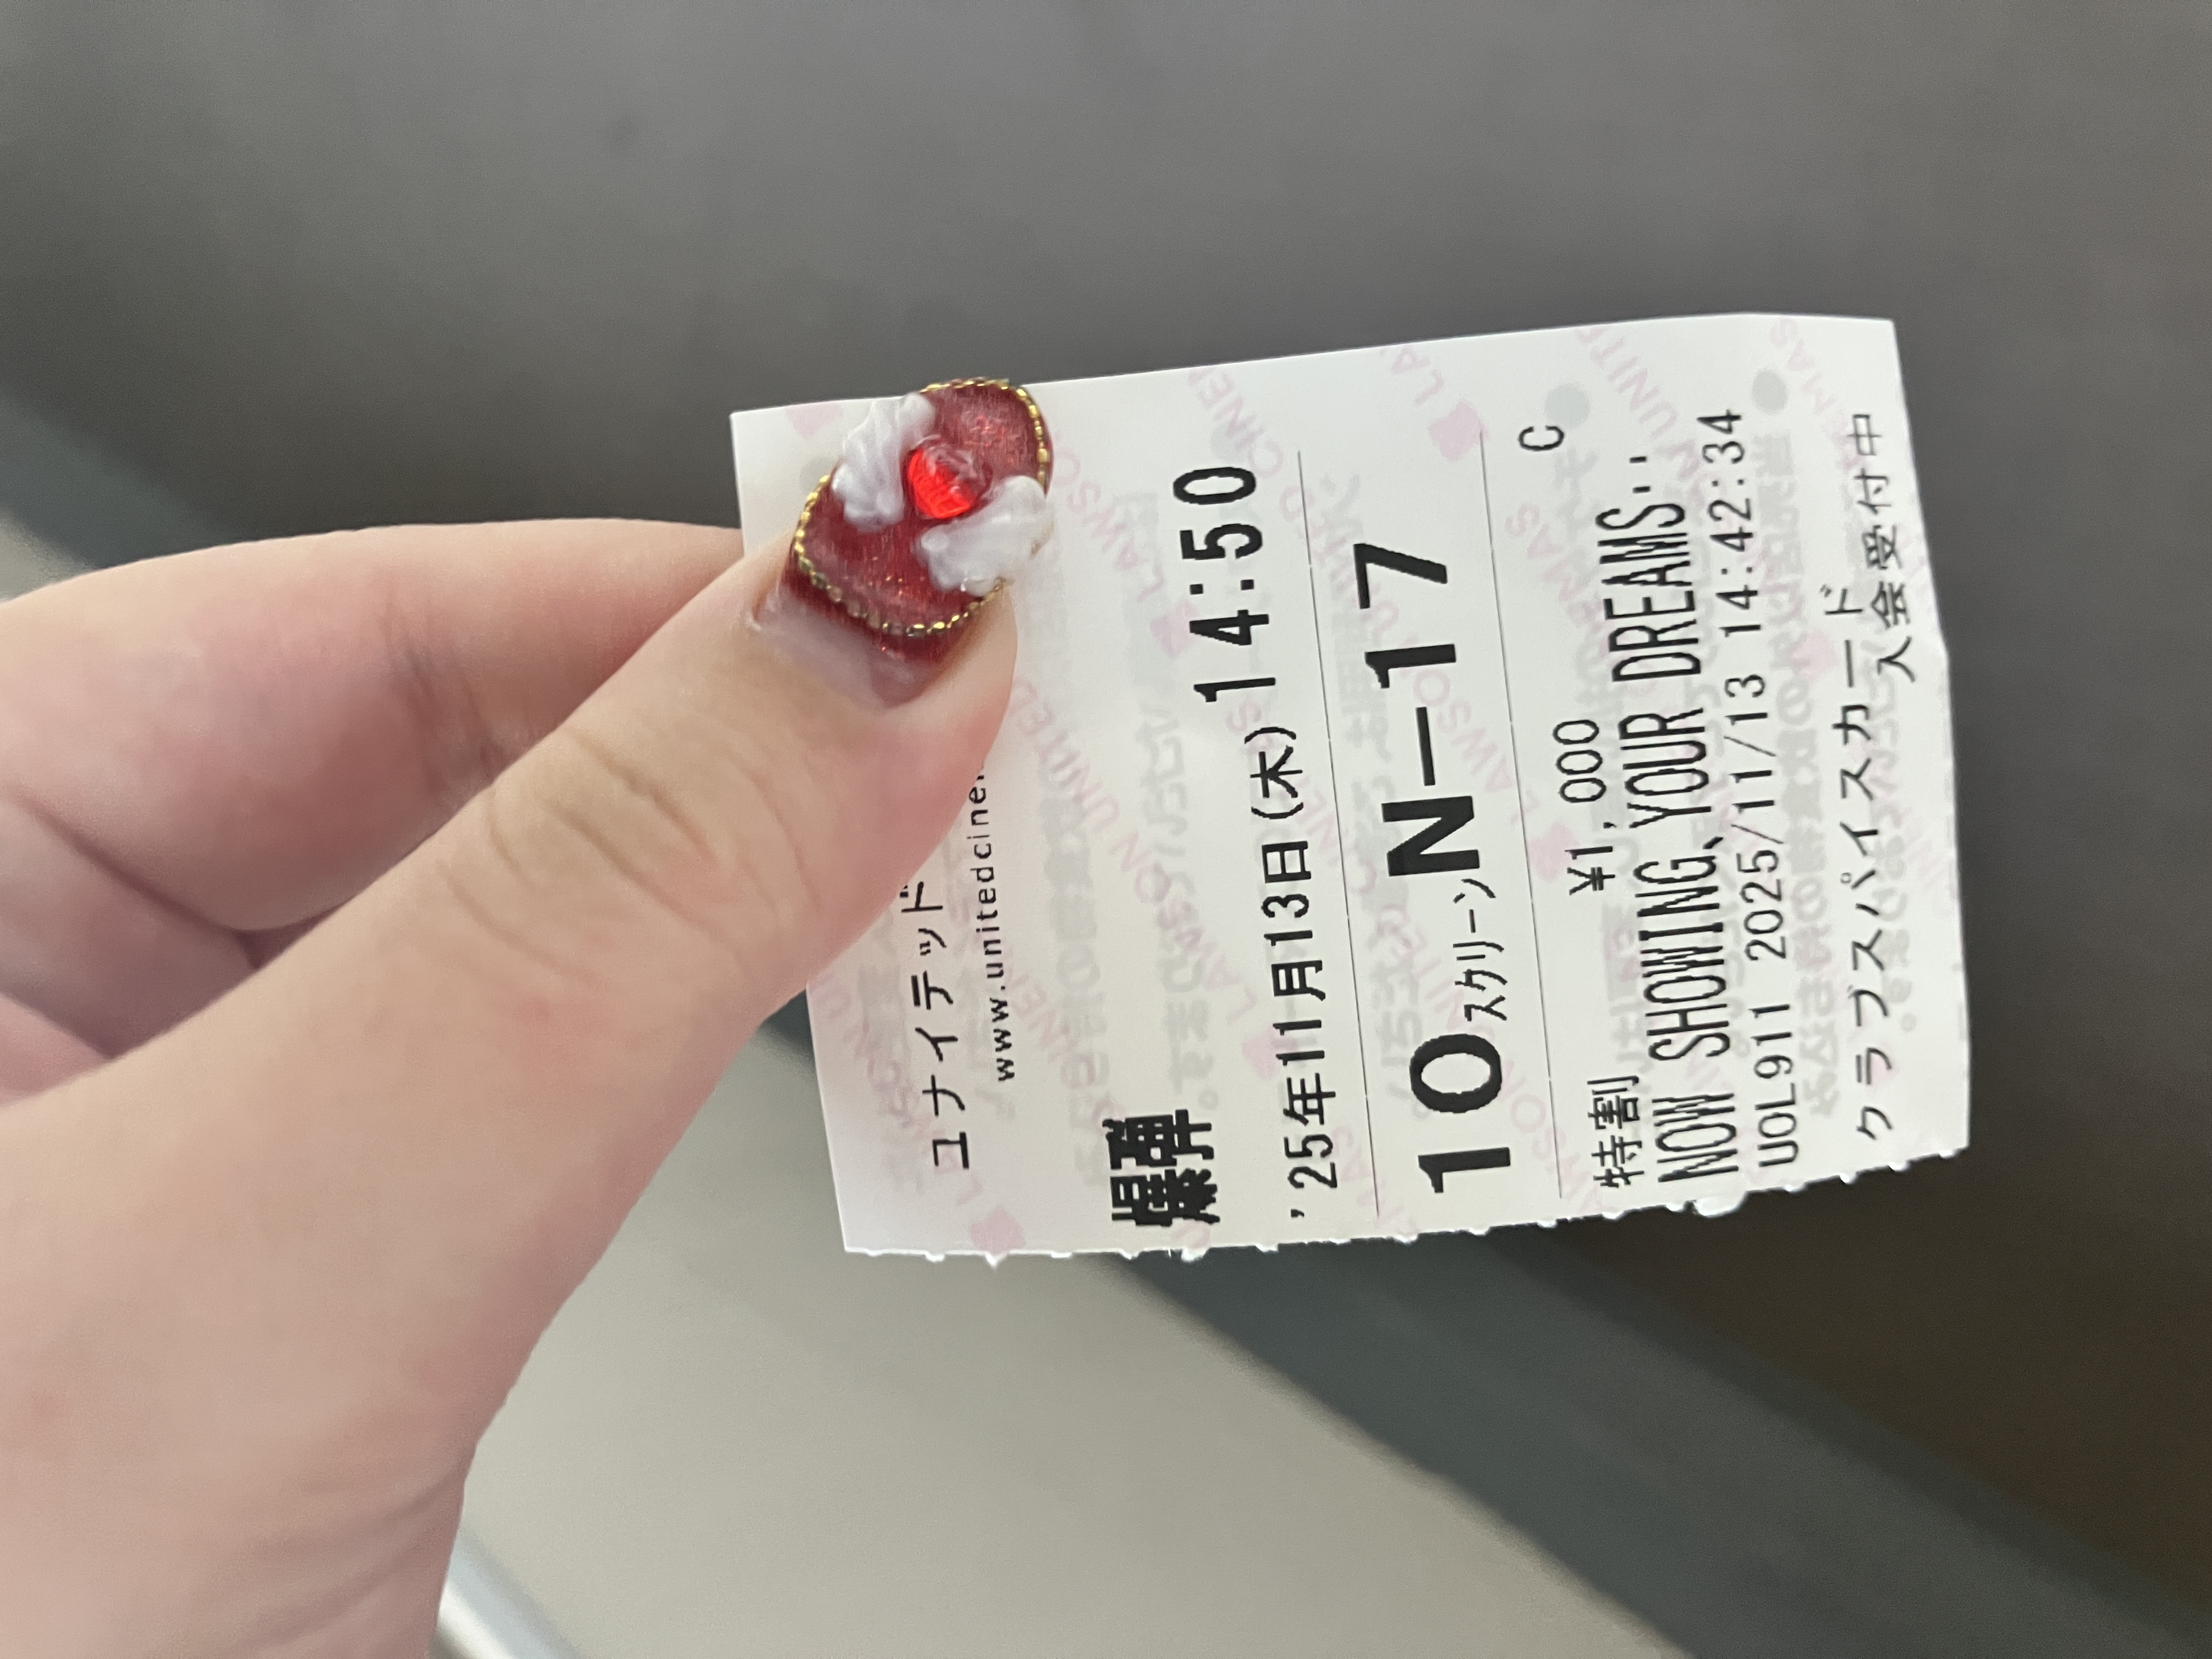 ユナイテッド
www.unitedcinem
爆弾
'25年11月13日(木) 14:50
10スクリーン N-17
特割 ¥1,000 C
NOW SHOWING、YOUR DREAMS･･
UOL911 2025/11/13 14:42:34
クラブスパイスカード
入会受付中